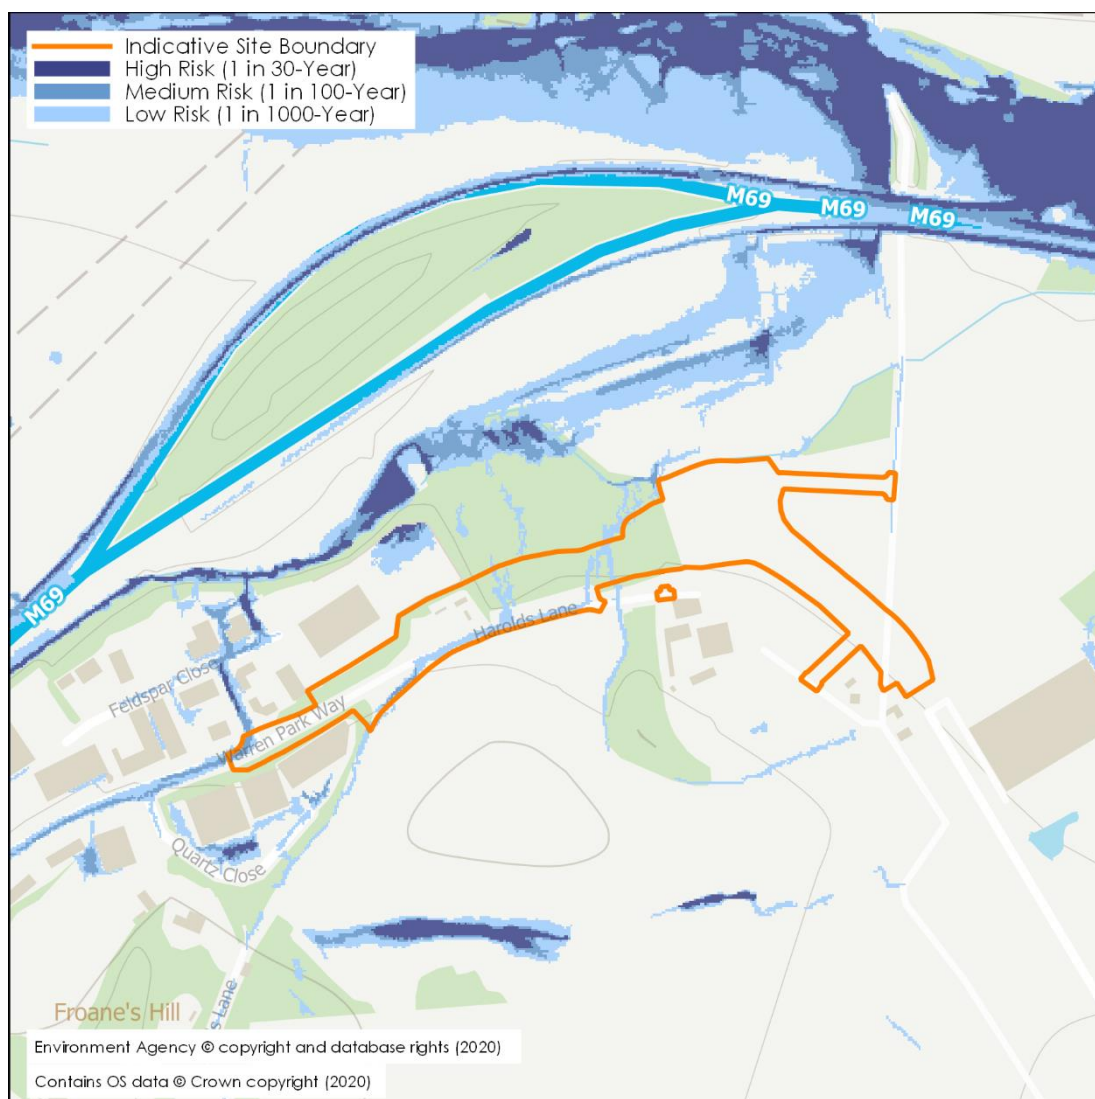 Indicative Site Boundary
High Risk (1 in 30-Year)
Medium Risk (1 in 100-Year)
Low Risk (1 in 1000-Year)
M69
M69
M69
M69
Harolds Lane
Feldspar Close
Warren Park Way
Quartz Close
s Lane
Froane's Hill
Environment Agency © copyright and database rights (2020)
Contains OS data © Crown copyright (2020)